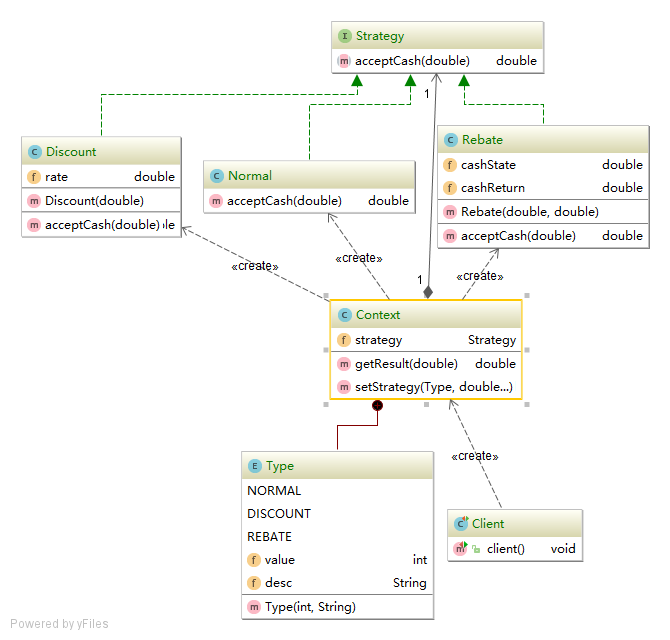 I Strategy
m acceptCash(double) double
1
C Discount
f rate double
m Discount(double)
m acceptCash(double) le
C Normal
m acceptCash(double) double
C Rebate
f cashState double
f cashReturn double
m Rebate(double, double)
m acceptCash(double) double
«create»
«create»
«create»
1
C Context
f strategy Strategy
m getResult(double) double
m setStrategy(Type, double...)
«create»
E Type
NORMAL
DISCOUNT
REBATE
f value int
f desc String
m Type(int, String)
C Client
m client() void
Powered by yFiles